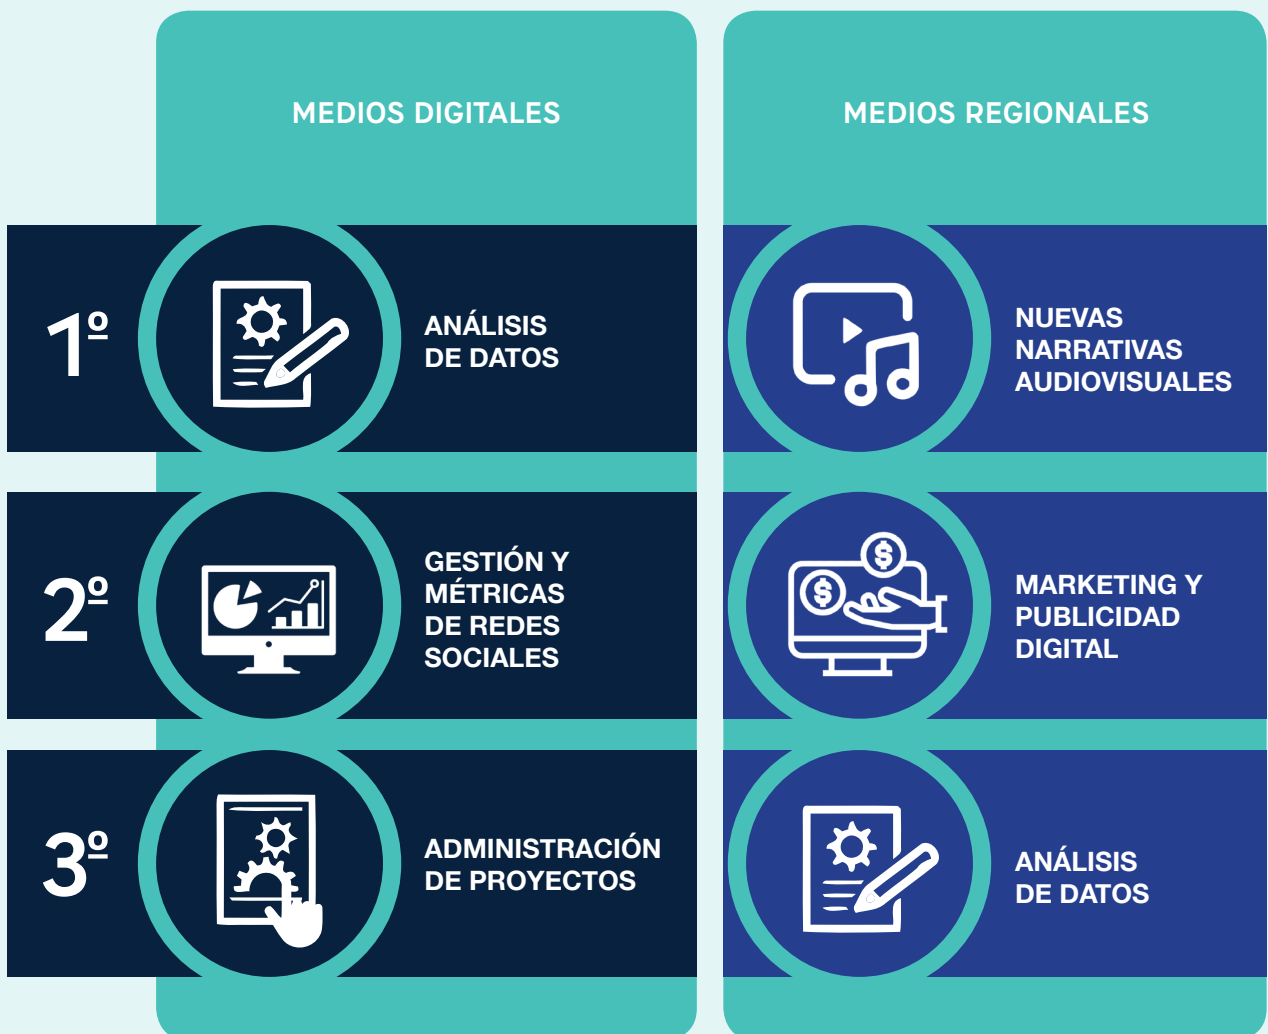 MEDIOS DIGITALES
MEDIOS REGIONALES
1º
ANÁLISIS
DE DATOS
NUEVAS
NARRATIVAS
AUDIOVISUALES
2º
GESTIÓN Y
MÉTRICAS
DE REDES
SOCIALES
$
$
MARKETING Y
PUBLICIDAD
DIGITAL
3º
ADMINISTRACIÓN
DE PROYECTOS
ANÁLISIS
DE DATOS